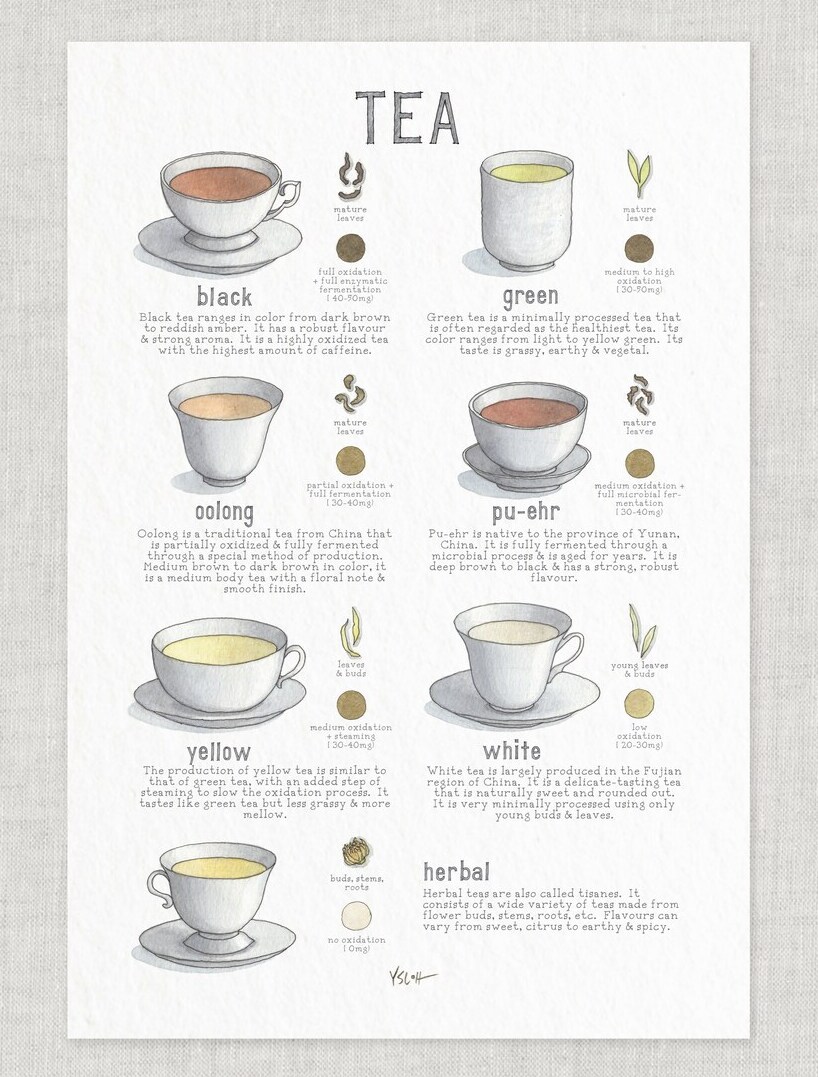 TEA
mature
leaves
full oxidation
+ full enzymatic
fermentation
(40-50mg)
black
Black tea ranges in color from dark brown
to reddish amber. It has a robust flavour
& strong aroma. It is a highly oxidized tea
with the highest amount of caffeine.
mature
leaves
medium to high
oxidation
(30-50mg)
green
Green tea is a minimally processed tea that
is often regarded as the healthiest tea. Its
color ranges from light to yellow green. Its
taste is grassy, earthy & vegetal.
mature
leaves
partial oxidation +
full fermentation
(30-40mg)
oolong
Oolong is a traditional tea from China that
is partially oxidized & fully fermented
through a special method of production.
Medium brown to dark brown in color, it
is a medium body tea with a floral note &
smooth finish.
mature
leaves
medium oxidation +
full microbial fer-
mentation
(30-40mg)
pu-ehr
Pu-ehr is native to the province of Yunan,
China. It is fully fermented through a
microbial process & is aged for years. It is
deep brown to black & has a strong, robust
flavour.
leaves
& buds
medium oxidation
+ steaming
(30-40mg)
yellow
The production of yellow tea is similar to
that of green tea, with an added step of
steaming to slow the oxidation process. It
tastes like green tea but less grassy & more
mellow.
young leaves
& buds
low
oxidation
(20-30mg)
white
White tea is largely produced in the Fujian
region of China. It is a delicate-tasting tea
that is naturally sweet and rounded out.
It is very minimally processed using only
young buds & leaves.
buds, stems,
roots
no oxidation
(0mg)
herbal
Herbal teas are also called tisanes. It
consists of a wide variety of teas made from
flower buds, stems, roots, etc. Flavours can
vary from sweet, citrus to earthy & spicy.
YSLOH